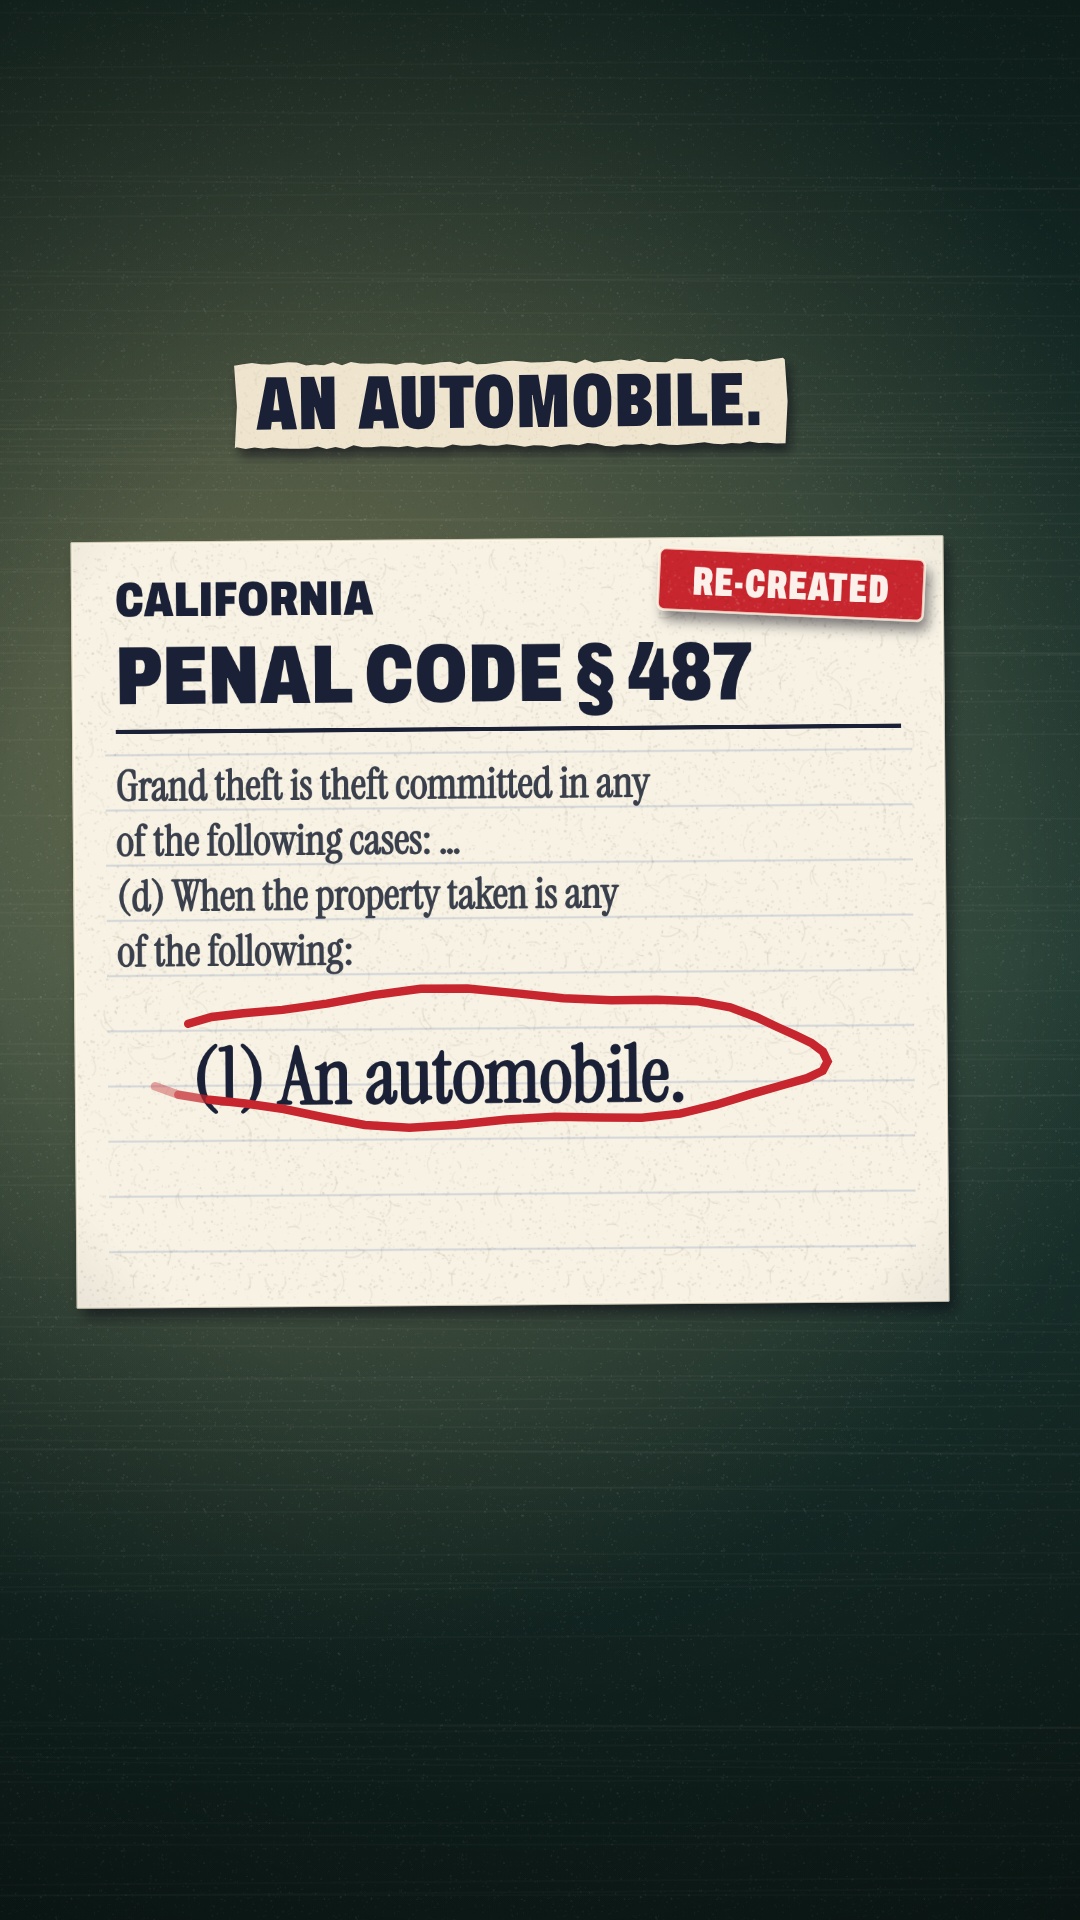 AN AUTOMOBILE.
RE-CREATED
CALIFORNIA
PENAL CODE § 487
Grand theft is theft committed in any
of the following cases: ...
(d) When the property taken is any
of the following:
(1) An automobile.